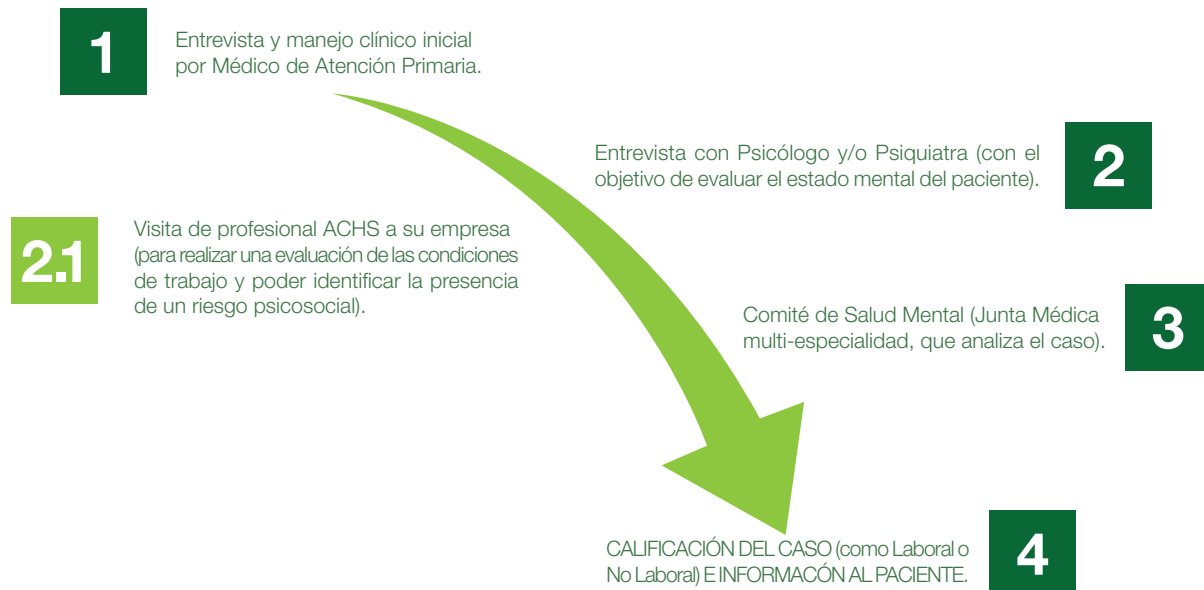 1
Entrevista y manejo clínico inicial
por Médico de Atención Primaria.
Entrevista con Psicólogo y/o Psiquiatra (con el
objetivo de evaluar el estado mental del paciente).
2
2.1
Visita de profesional ACHS a su empresa
(para realizar una evaluación de las condiciones
de trabajo y poder identificar la presencia
de un riesgo psicosocial).
Comité de Salud Mental (Junta Médica
multi-especialidad, que analiza el caso).
3
CALIFICACIÓN DEL CASO (como Laboral o
No Laboral) E INFORMACÓN AL PACIENTE.
4